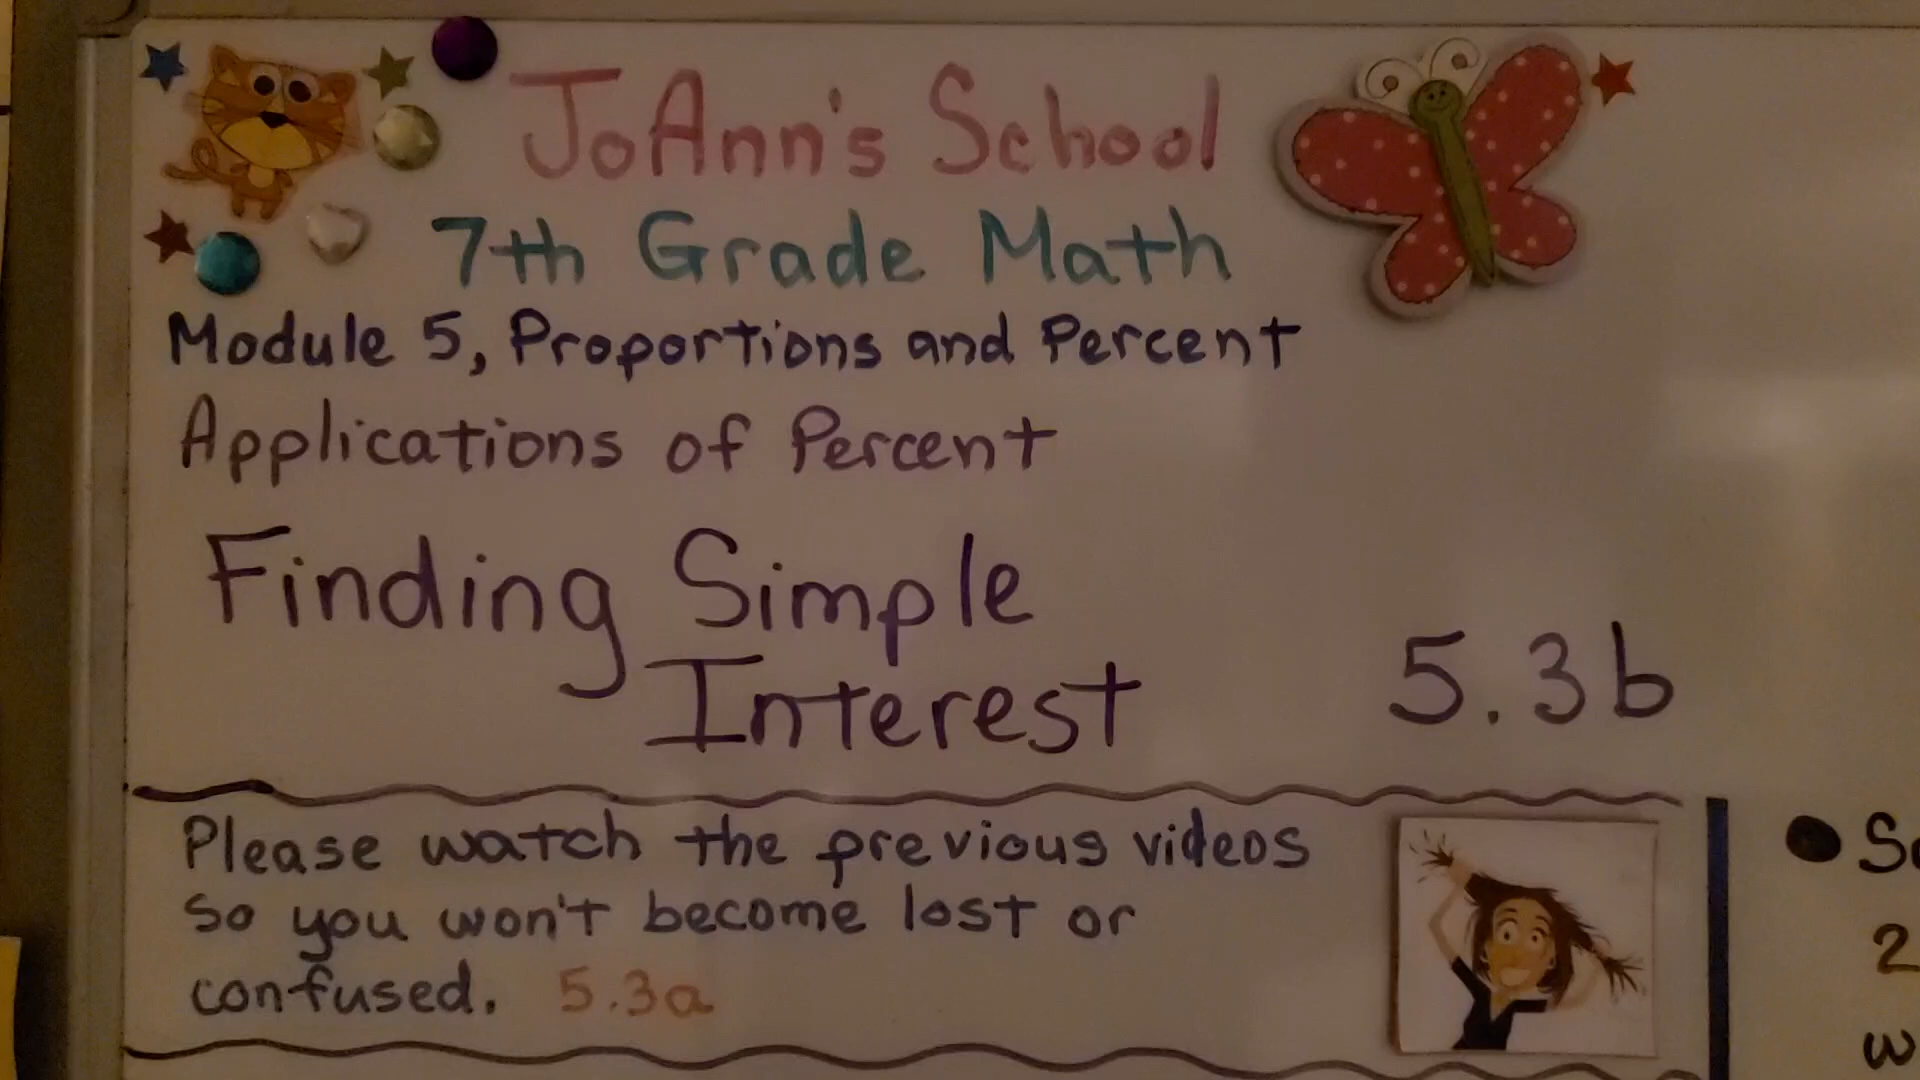 JoAnn's School
7th Grade Math
Module 5, Proportions and Percent
Applications of Percent
Finding Simple
Interest
5.3b
Please watch the previous videos
so you won't become lost or
confused. 5.3a
2